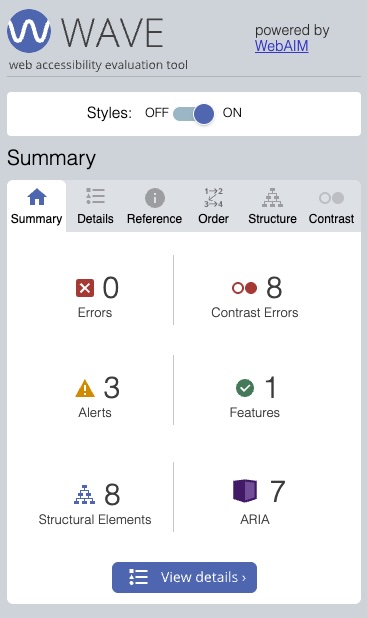 WAVE
web accessibility evaluation tool
powered by
WebAIM
Styles: OFF ON
Summary
Summary Details Reference Order Structure Contrast
1→2
3→4
0
Errors
8
Contrast Errors
3
Alerts
1
Features
8
Structural Elements
7
ARIA
View details ›